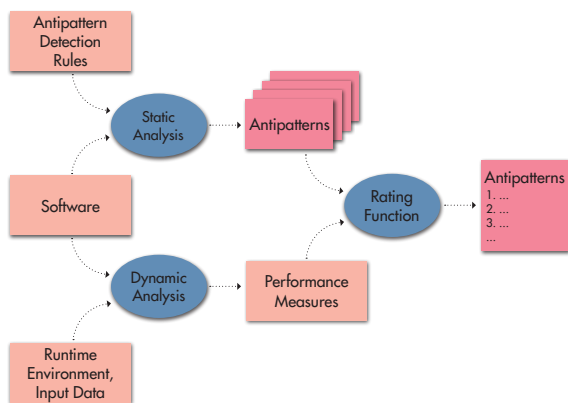 Antipattern
Detection
Rules
Static
Analysis
Antipatterns
Software
Rating
Function
Antipatterns
1. ...
2. ...
3. ...
...
Dynamic
Analysis
Performance
Measures
Runtime
Environment,
Input Data